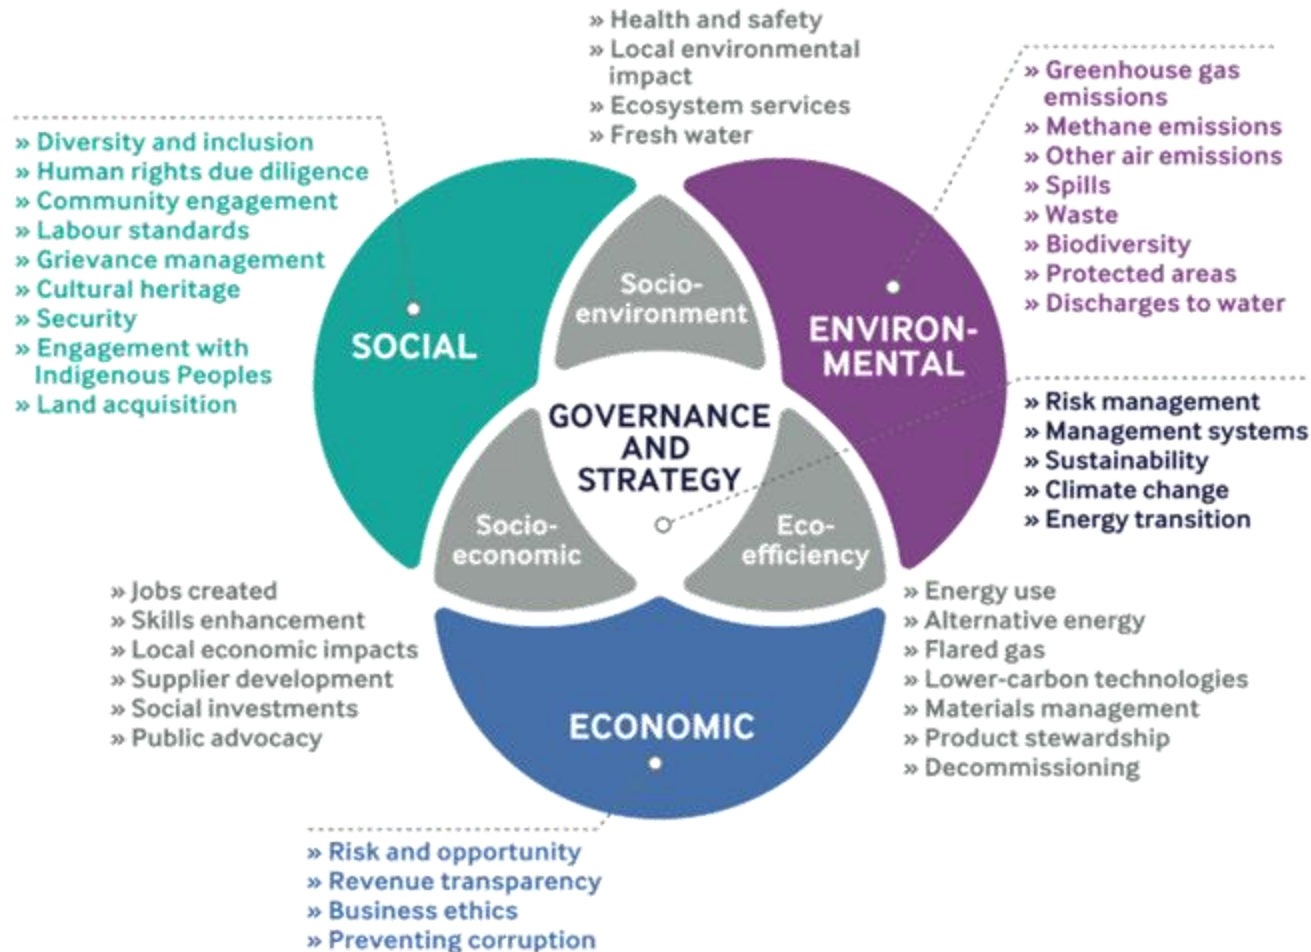 » Health and safety
» Local environmental
impact
» Ecosystem services
» Fresh water
» Diversity and inclusion
» Human rights due diligence
» Community engagement
» Labour standards
» Grievance management
» Cultural heritage
» Security
» Engagement with
Indigenous Peoples
» Land acquisition
» Greenhouse gas
emissions
» Methane emissions
» Other air emissions
» Spills
» Waste
» Biodiversity
» Protected areas
» Discharges to water
SOCIAL
Socio-
environment
ENVIRON-
MENTAL
GOVERNANCE
AND
STRATEGY
» Risk management
» Management systems
» Sustainability
» Climate change
» Energy transition
Socio-
economic
Eco-
efficiency
» Jobs created
» Skills enhancement
» Local economic impacts
» Supplier development
» Social investments
» Public advocacy
» Energy use
» Alternative energy
» Flared gas
» Lower-carbon technologies
» Materials management
» Product stewardship
» Decommissioning
ECONOMIC
» Risk and opportunity
» Revenue transparency
» Business ethics
» Preventing corruption